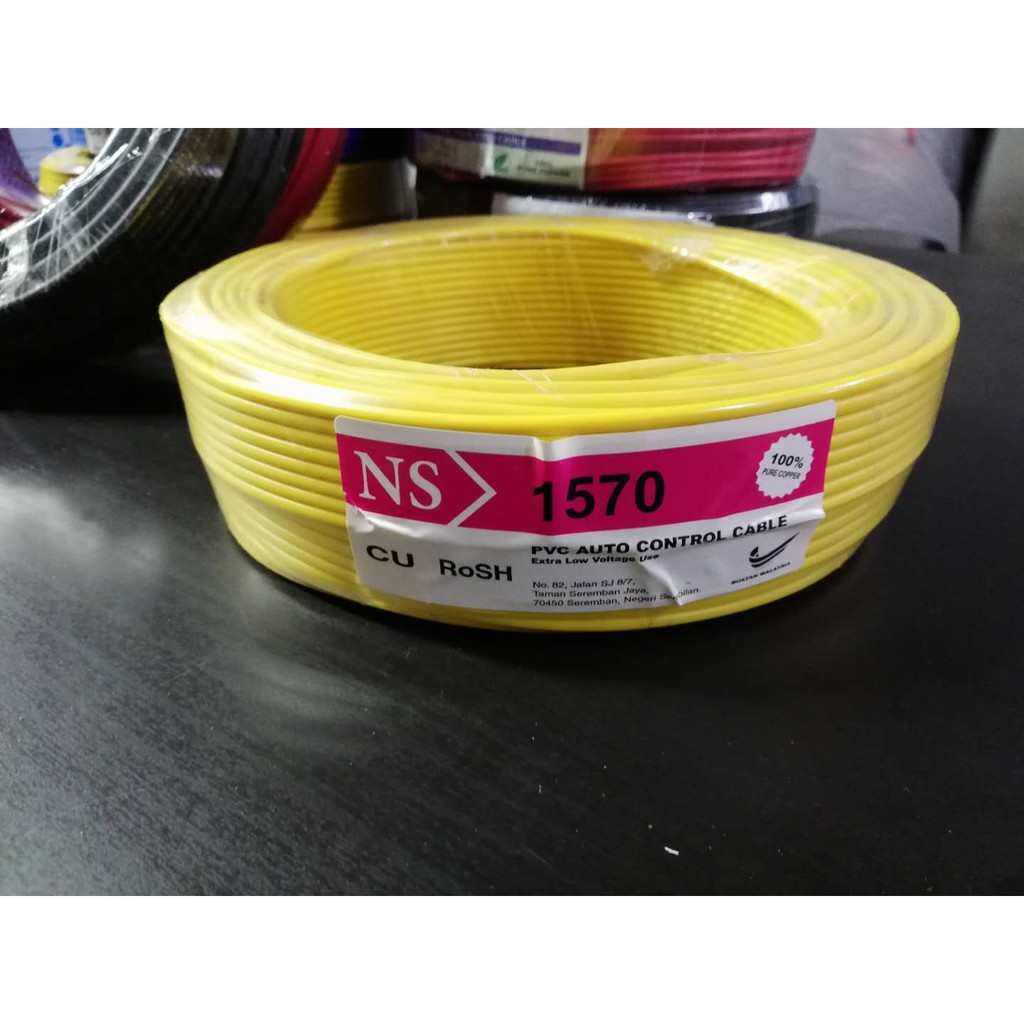 NS
1570
100%
PURE COPPER
CU RoSH
PVC AUTO CONTROL CABLE
Extra Low Voltage Use
No. 82, Jalan SJ 8/7,
Taman Seremban Jaya,
70450 Seremban, Negeri
BUATAN MALAYSIA